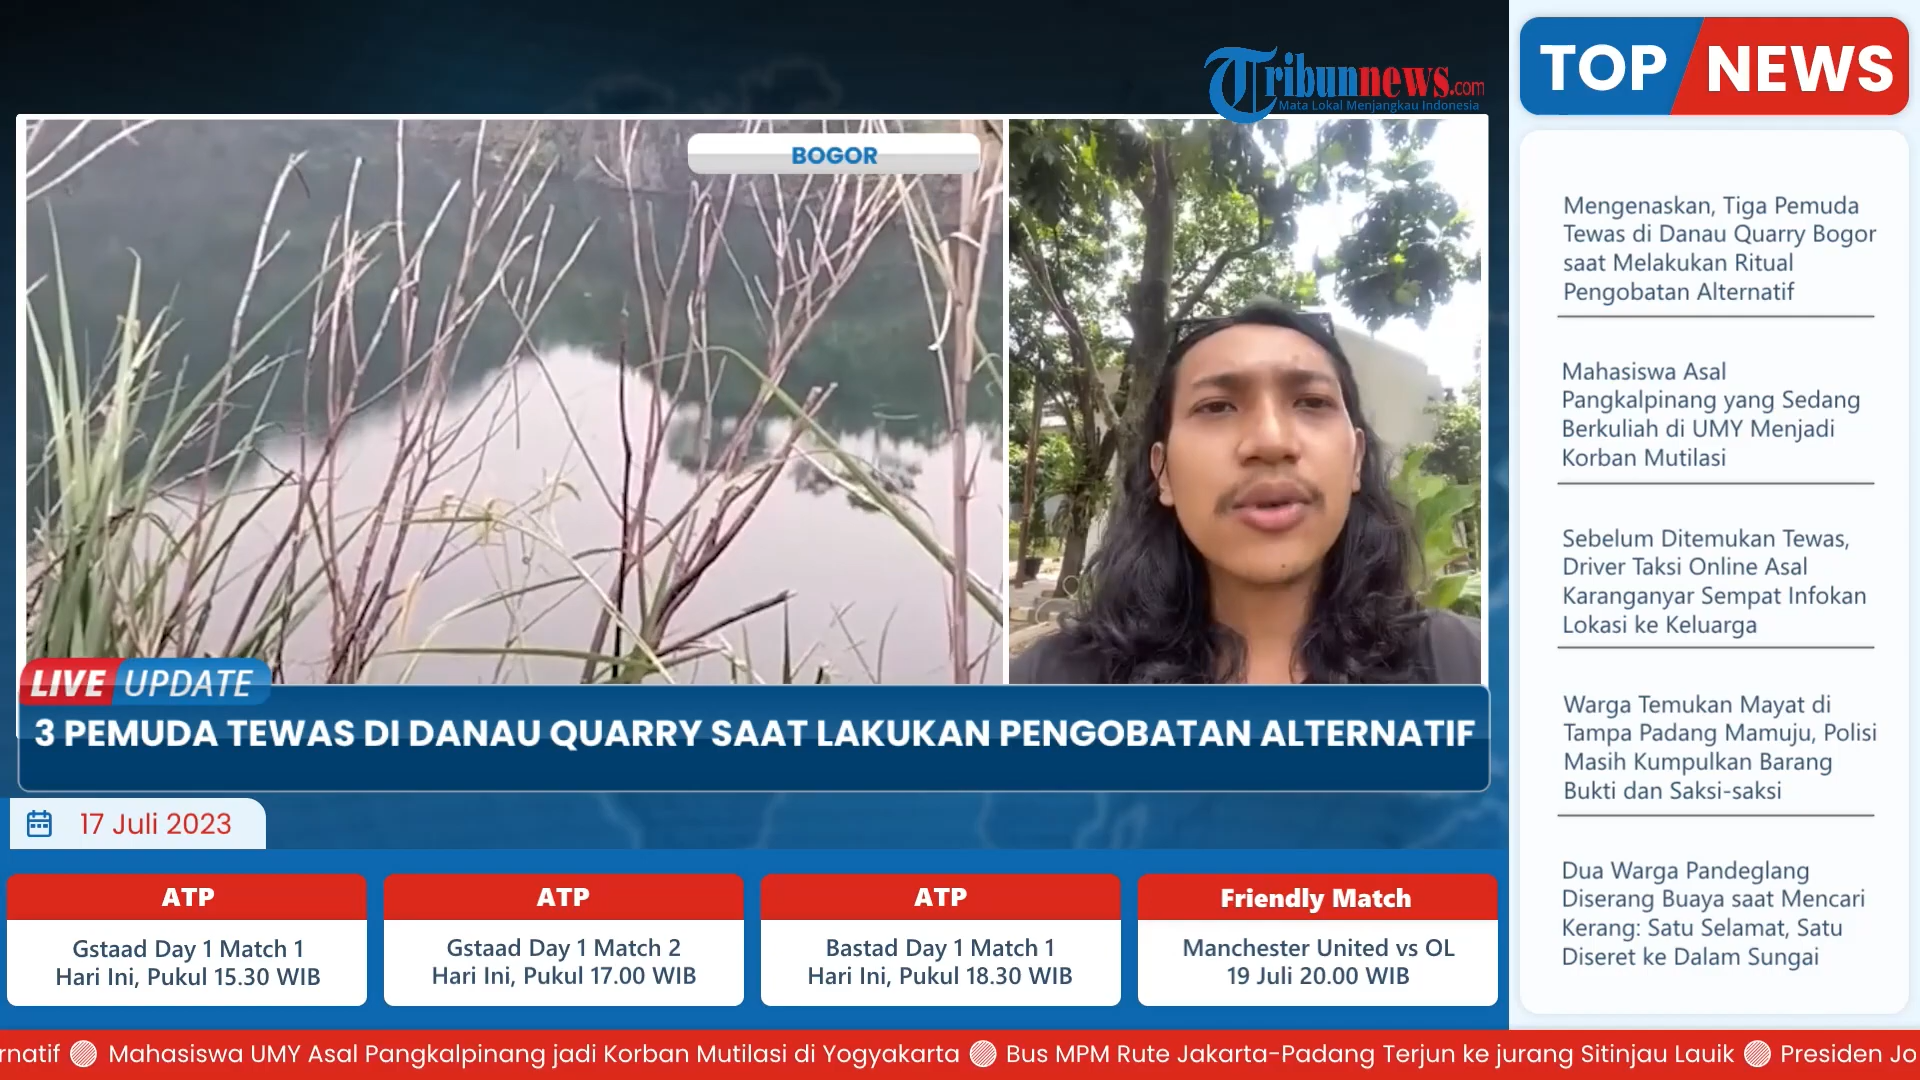 Tribunnews.com
Mata Lokal Menjangkau Indonesia
BOGOR
LIVE UPDATE
3 PEMUDA TEWAS DI DANAU QUARRY SAAT LAKUKAN PENGOBATAN ALTERNATIF
17 Juli 2023
ATP
Gstaad Day 1 Match 1
Hari Ini, Pukul 15.30 WIB
ATP
Gstaad Day 1 Match 2
Hari Ini, Pukul 17.00 WIB
ATP
Bastad Day 1 Match 1
Hari Ini, Pukul 18.30 WIB
Friendly Match
Manchester United vs OL
19 Juli 20.00 WIB
TOP NEWS
Mengenaskan, Tiga Pemuda
Tewas di Danau Quarry Bogor
saat Melakukan Ritual
Pengobatan Alternatif
Mahasiswa Asal
Pangkalpinang yang Sedang
Berkuliah di UMY Menjadi
Korban Mutilasi
Sebelum Ditemukan Tewas,
Driver Taksi Online Asal
Karanganyar Sempat Infokan
Lokasi ke Keluarga
Warga Temukan Mayat di
Tampa Padang Mamuju, Polisi
Masih Kumpulkan Barang
Bukti dan Saksi-saksi
Dua Warga Pandeglang
Diserang Buaya saat Mencari
Kerang: Satu Selamat, Satu
Diseret ke Dalam Sungai
rnatif Mahasiswa UMY Asal Pangkalpinang jadi Korban Mutilasi di Yogyakarta Bus MPM Rute Jakarta-Padang Terjun ke jurang Sitinjau Lauik Presiden Jo